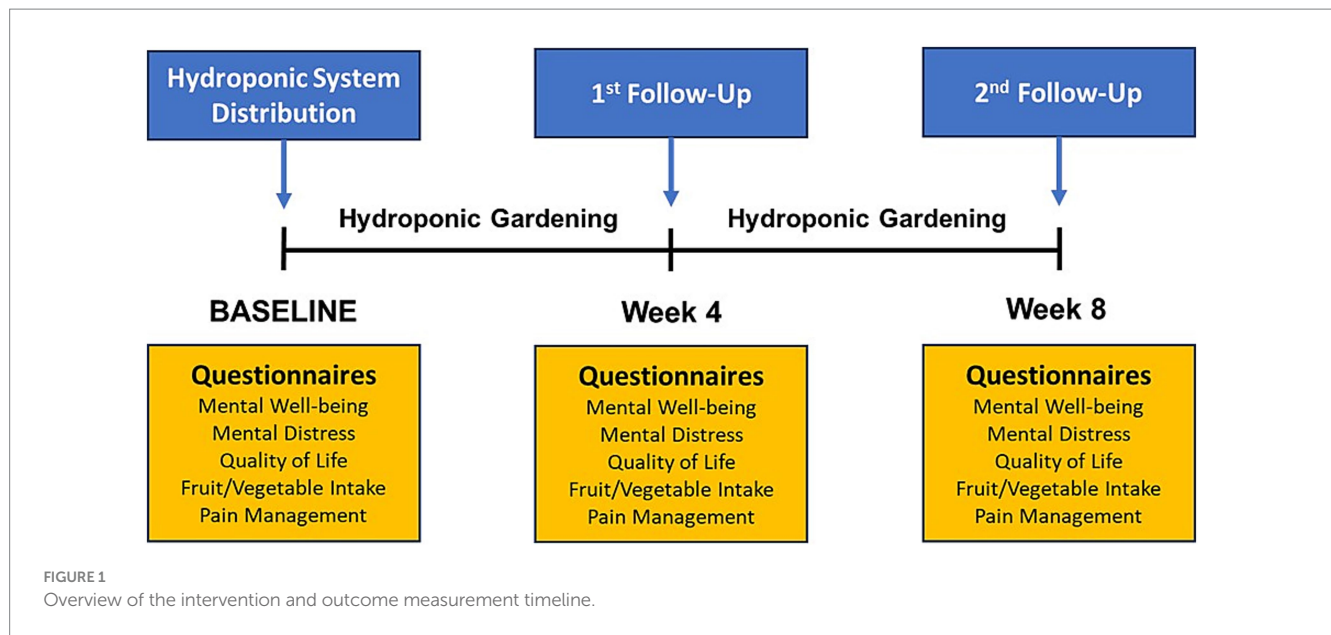 Hydroponic System
Distribution
1st Follow-Up
2nd Follow-Up
Hydroponic Gardening
Hydroponic Gardening
BASELINE
Week 4
Week 8
Questionnaires
Mental Well-being
Mental Distress
Quality of Life
Fruit/Vegetable Intake
Pain Management
Questionnaires
Mental Well-being
Mental Distress
Quality of Life
Fruit/Vegetable Intake
Pain Management
Questionnaires
Mental Well-being
Mental Distress
Quality of Life
Fruit/Vegetable Intake
Pain Management
FIGURE 1
Overview of the intervention and outcome measurement timeline.